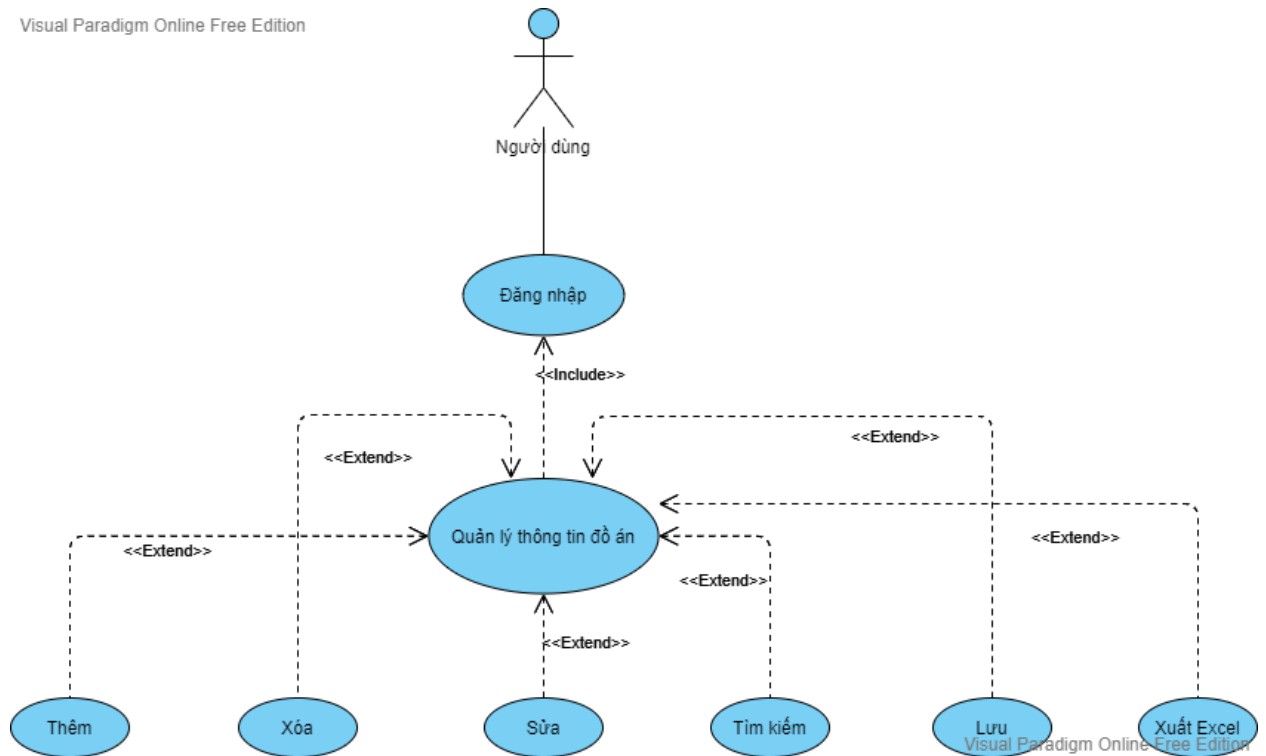 Visual Paradigm Online Free Edition
Người dùng
Đăng nhập
<<Include>>
<<Extend>>
<<Extend>>
Quản lý thông tin đồ án
<<Extend>>
<<Extend>>
<<Extend>>
<<Extend>>
Thêm
Xóa
Sửa
Tìm kiếm
Lưu
Xuất Excel
Visual Paradigm Online Free Edition